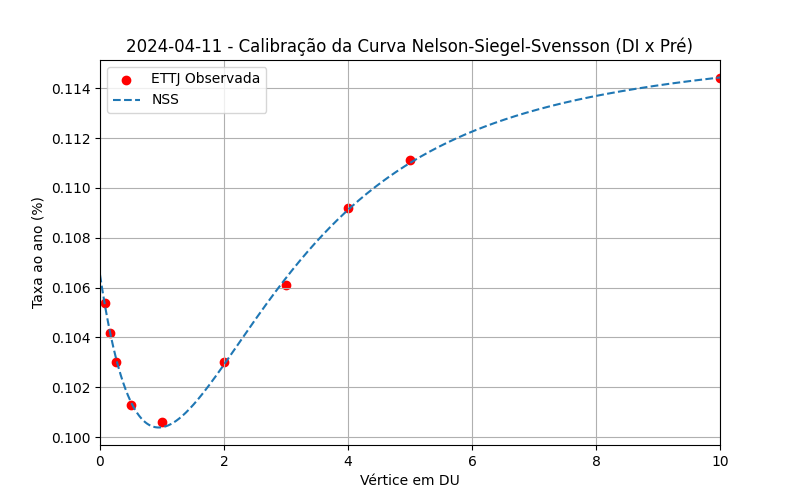 2024-04-11 - Calibração da Curva Nelson-Siegel-Svensson (DI x Pré)
ETTJ Observada
NSS
Taxa ao ano (%)
0.114
0.112
0.110
0.108
0.106
0.104
0.102
0.100
0 2 4 6 8 10
Vértice em DU